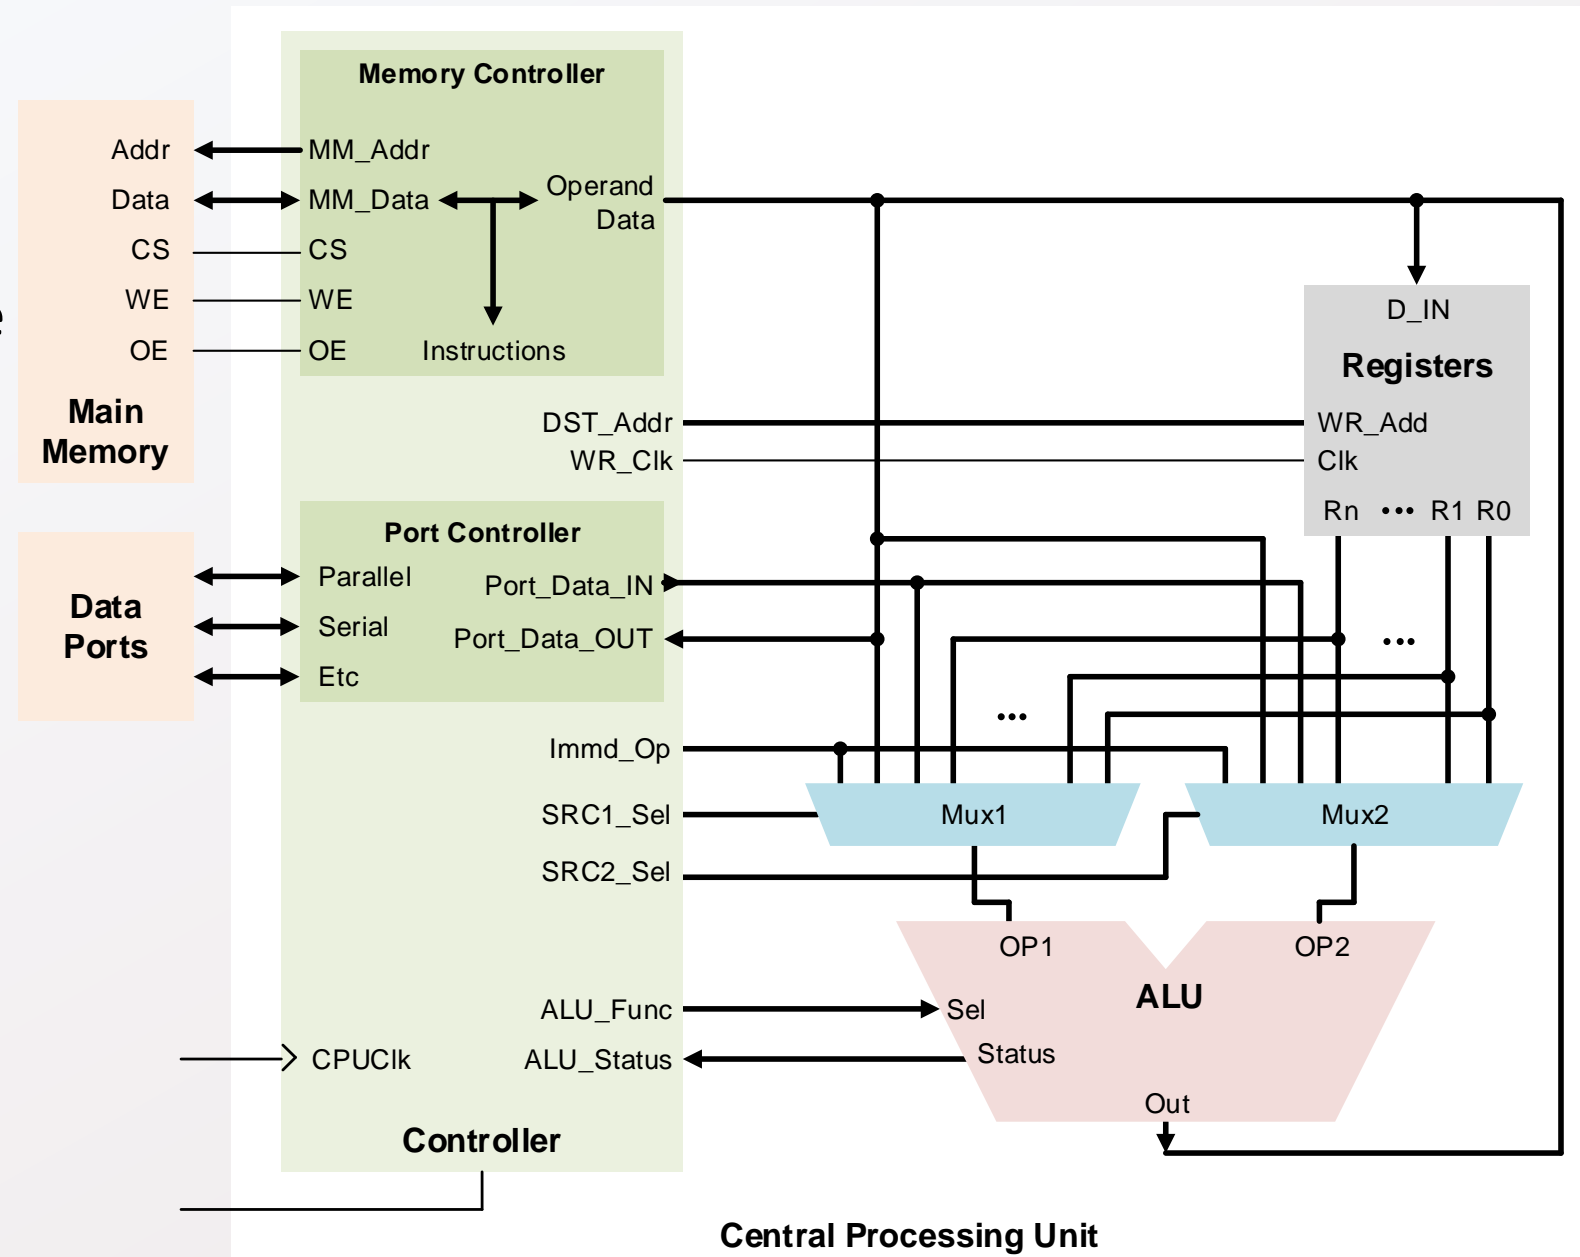 Memory Controller
Addr
MM_Addr
Data
MM_Data
Operand
Data
CS
CS
WE
WE
OE
OE
Instructions
Main
Memory
D_IN
Registers
DST_Addr
WR_Add
WR_Clk
Clk
Rn ••• R1 R0
Port Controller
Data
Ports
Parallel
Port_Data_IN
Serial
Port_Data_OUT
•••
Etc
•••
Immd_Op
SRC1_Sel
Mux1
Mux2
SRC2_Sel
OP1
OP2
ALU
ALU_Func
Sel
CPUClk
ALU_Status
Status
Out
Controller
Central Processing Unit